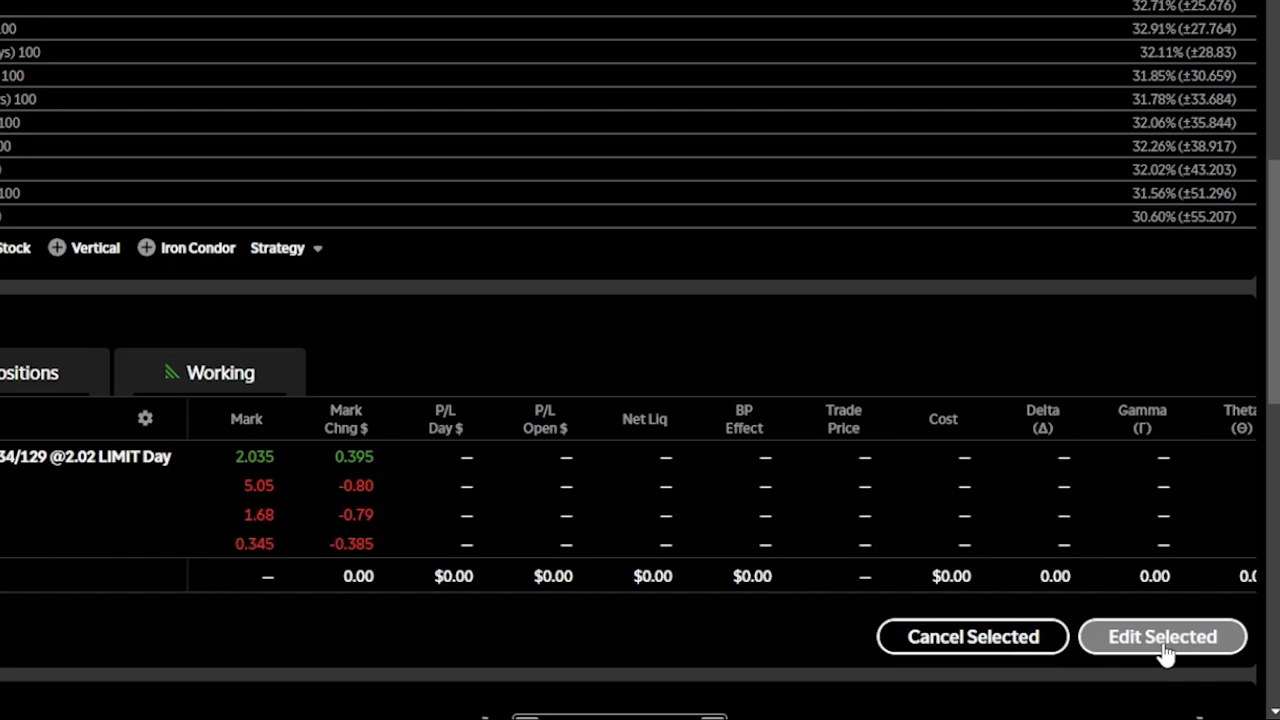 32.71% (±25.676)
00 32.91% (±27.764)
ys) 100 32.11% (±28.83)
100 31.85% (±30.659)
s) 100 31.78% (±33.684)
100 32.06% (±35.844)
00 32.26% (±38.917)
) 32.02% (±43.203)
100 31.56% (±51.296)
) 30.60% (±55.207)
Stock Vertical Iron Condor Strategy
ositions Working
Mark Mark Chng $ P/L Day $ P/L Open $ Net Liq BP Effect Trade Price Cost Delta (Δ) Gamma (Γ) Theta (Θ)
34/129 @2.02 LIMIT Day 2.035 0.395 – – – – – – – –
5.05 -0.80 – – – – – – – –
1.68 -0.79 – – – – – – – –
0.345 -0.385 – – – – – – – –
– 0.00 $0.00 $0.00 $0.00 $0.00 – $0.00 0.00 0.00 0.0
Cancel Selected Edit Selected